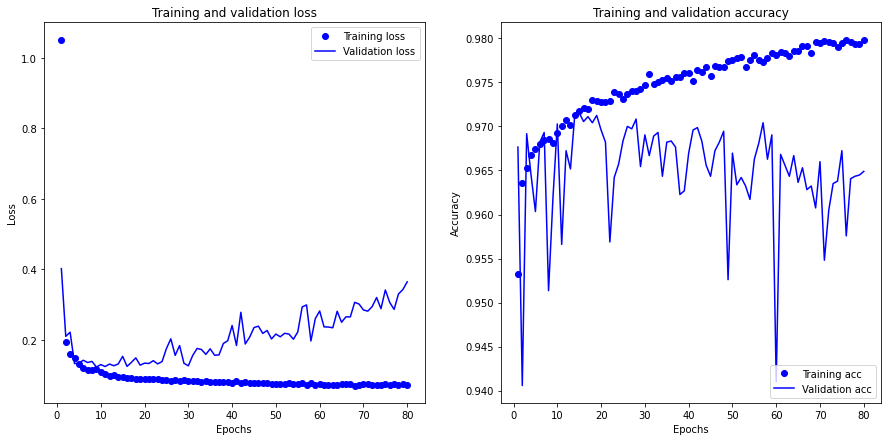 Training and validation loss
Training loss
Validation loss
1.0
0.8
0.6
0.4
0.2
Loss
0 10 20 30 40 50 60 70 80
Epochs
Training and validation accuracy
0.980
0.975
0.970
0.965
0.960
0.955
0.950
0.945
0.940
Accuracy
Training acc
Validation acc
0 10 20 30 40 50 60 70 80
Epochs